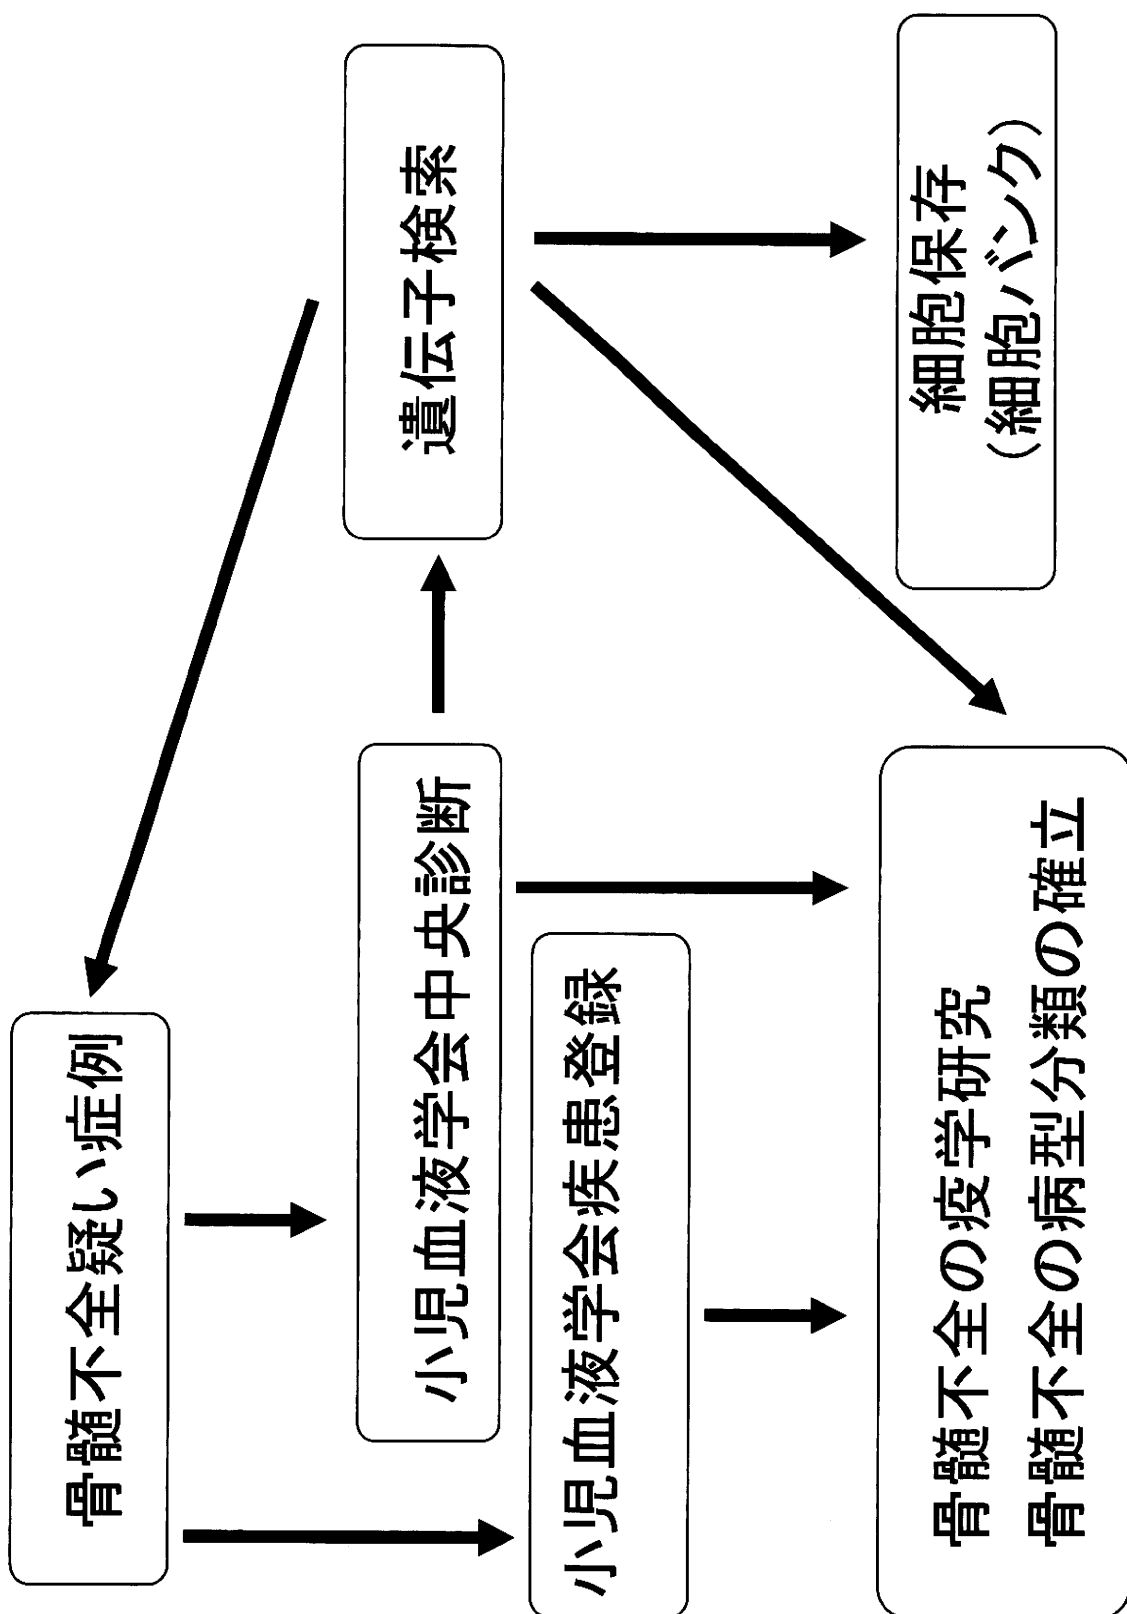 骨髄不全疑い症例
小児血液学会中央診断
遺伝子検索
小児血液学会疾患登録
骨髄不全の疫学研究
骨髄不全の病型分類の確立
細胞保存
(細胞バンク)